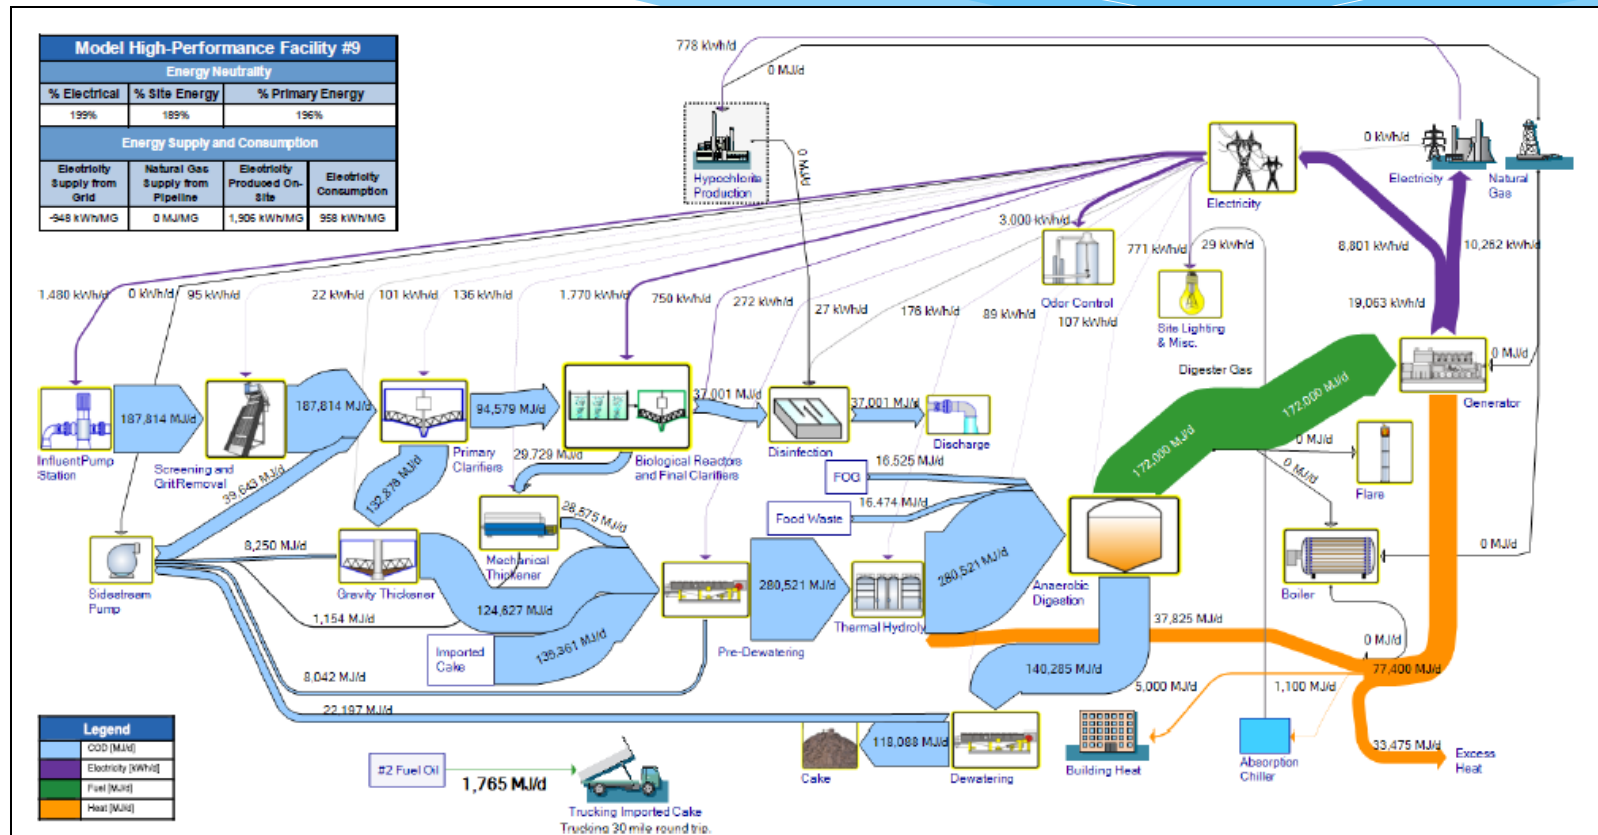 Model High-Performance Facility #9
Energy Neutrality
% Electrical % Site Energy % Primary Energy
199% 189% 196%
Energy Supply and Consumption
Electricity Supply from Grid
Natural Gas Supply from Pipeline
Electricity Produced On-Site
Electricity Consumption
-948 kWh/MG 0 MJ/MG 1,906 kWh/MG 958 kWh/MG
778 kWh/d
0 MJ/d
0 MJ/d
Hypochlorite
Production
Electricity
0 kWh/d
Electricity
Natural
Gas
3,000 kWh/d
771 kWh/d
29 kWh/d
8,801 kWh/d
10,262 kWh/d
19,063 kWh/d
1,480 kWh/d
0 kWh/d
95 kWh/d
22 kWh/d
101 kWh/d
136 kWh/d
1,770 kWh/d
750 kWh/d
272 kWh/d
27 kWh/d
176 kWh/d
89 kWh/d
107 kWh/d
Odor Control
Site Lighting
& Misc.
Digester Gas
0 MJ/d
Generator
187,814 MJ/d
187,814 MJ/d
94,579 MJ/d
37,001 MJ/d
37,001 MJ/d
172,000 MJ/d
172,000 MJ/d
Influent Pump
Station
Screening and
Grit Removal
Primary
Clarifiers
Biological Reactors
and Final Clarifiers
Disinfection
Discharge
0 MJ/d
0 MJ/d
Flare
39,643 MJ/d
132,878 MJ/d
29,729 MJ/d
28,575 MJ/d
FOG
16,525 MJ/d
Food Waste
16,474 MJ/d
Sidestream
Pump
8,250 MJ/d
Gravity Thickener
Mechanical
Thickener
1,154 MJ/d
124,627 MJ/d
280,521 MJ/d
280,521 MJ/d
Anaerobic
Digestion
Boiler
0 MJ/d
Imported
Cake
135,361 MJ/d
Pre-Dewatering
Thermal Hydroly
37,825 MJ/d
0 MJ/d
77,400 MJ/d
8,042 MJ/d
140,285 MJ/d
5,000 MJ/d
1,100 MJ/d
22,197 MJ/d
118,088 MJ/d
33,475 MJ/d
Excess
Heat
Cake
Dewatering
Building Heat
Absorption
Chiller
Legend
COD [MJ/d]
Electricity [kWh/d]
Fuel [MJ/d]
Heat [MJ/d]
#2 Fuel Oil
1,765 MJ/d
Trucking Imported Cake
Trucking 30 mile round trip.